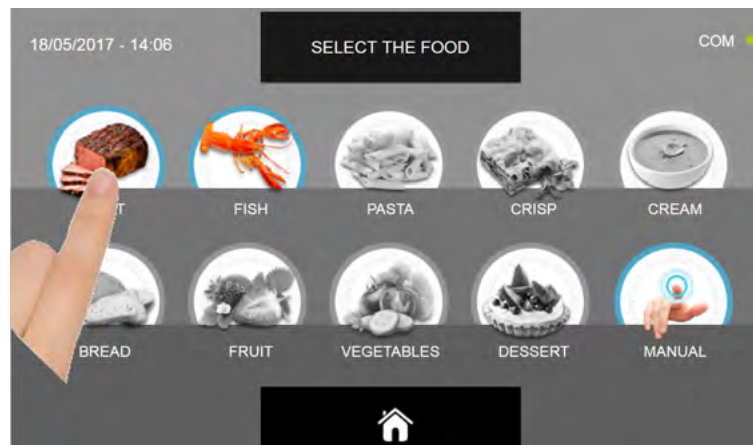 18/05/2017 - 14:06
SELECT THE FOOD
COM
FISH
PASTA
CRISP
CREAM
BREAD
FRUIT
VEGETABLES
DESSERT
MANUAL